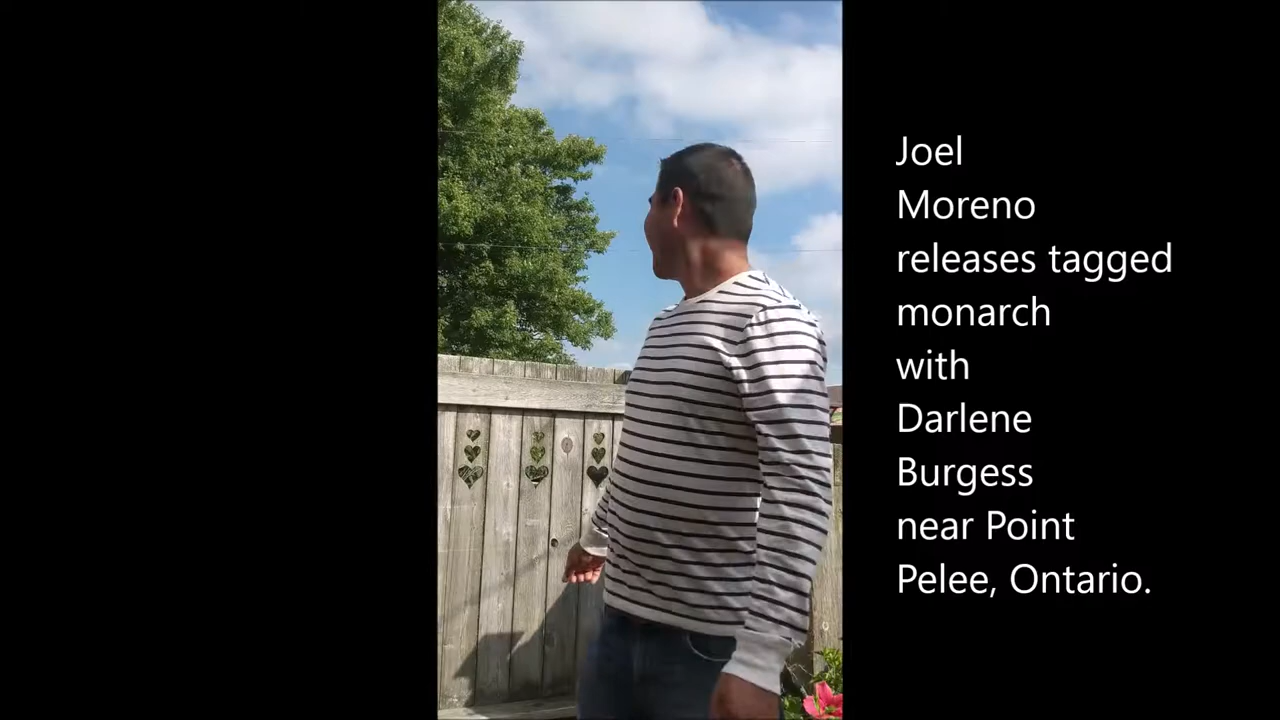 Joel
Moreno
releases tagged
monarch
with
Darlene
Burgess
near Point
Pelee, Ontario.